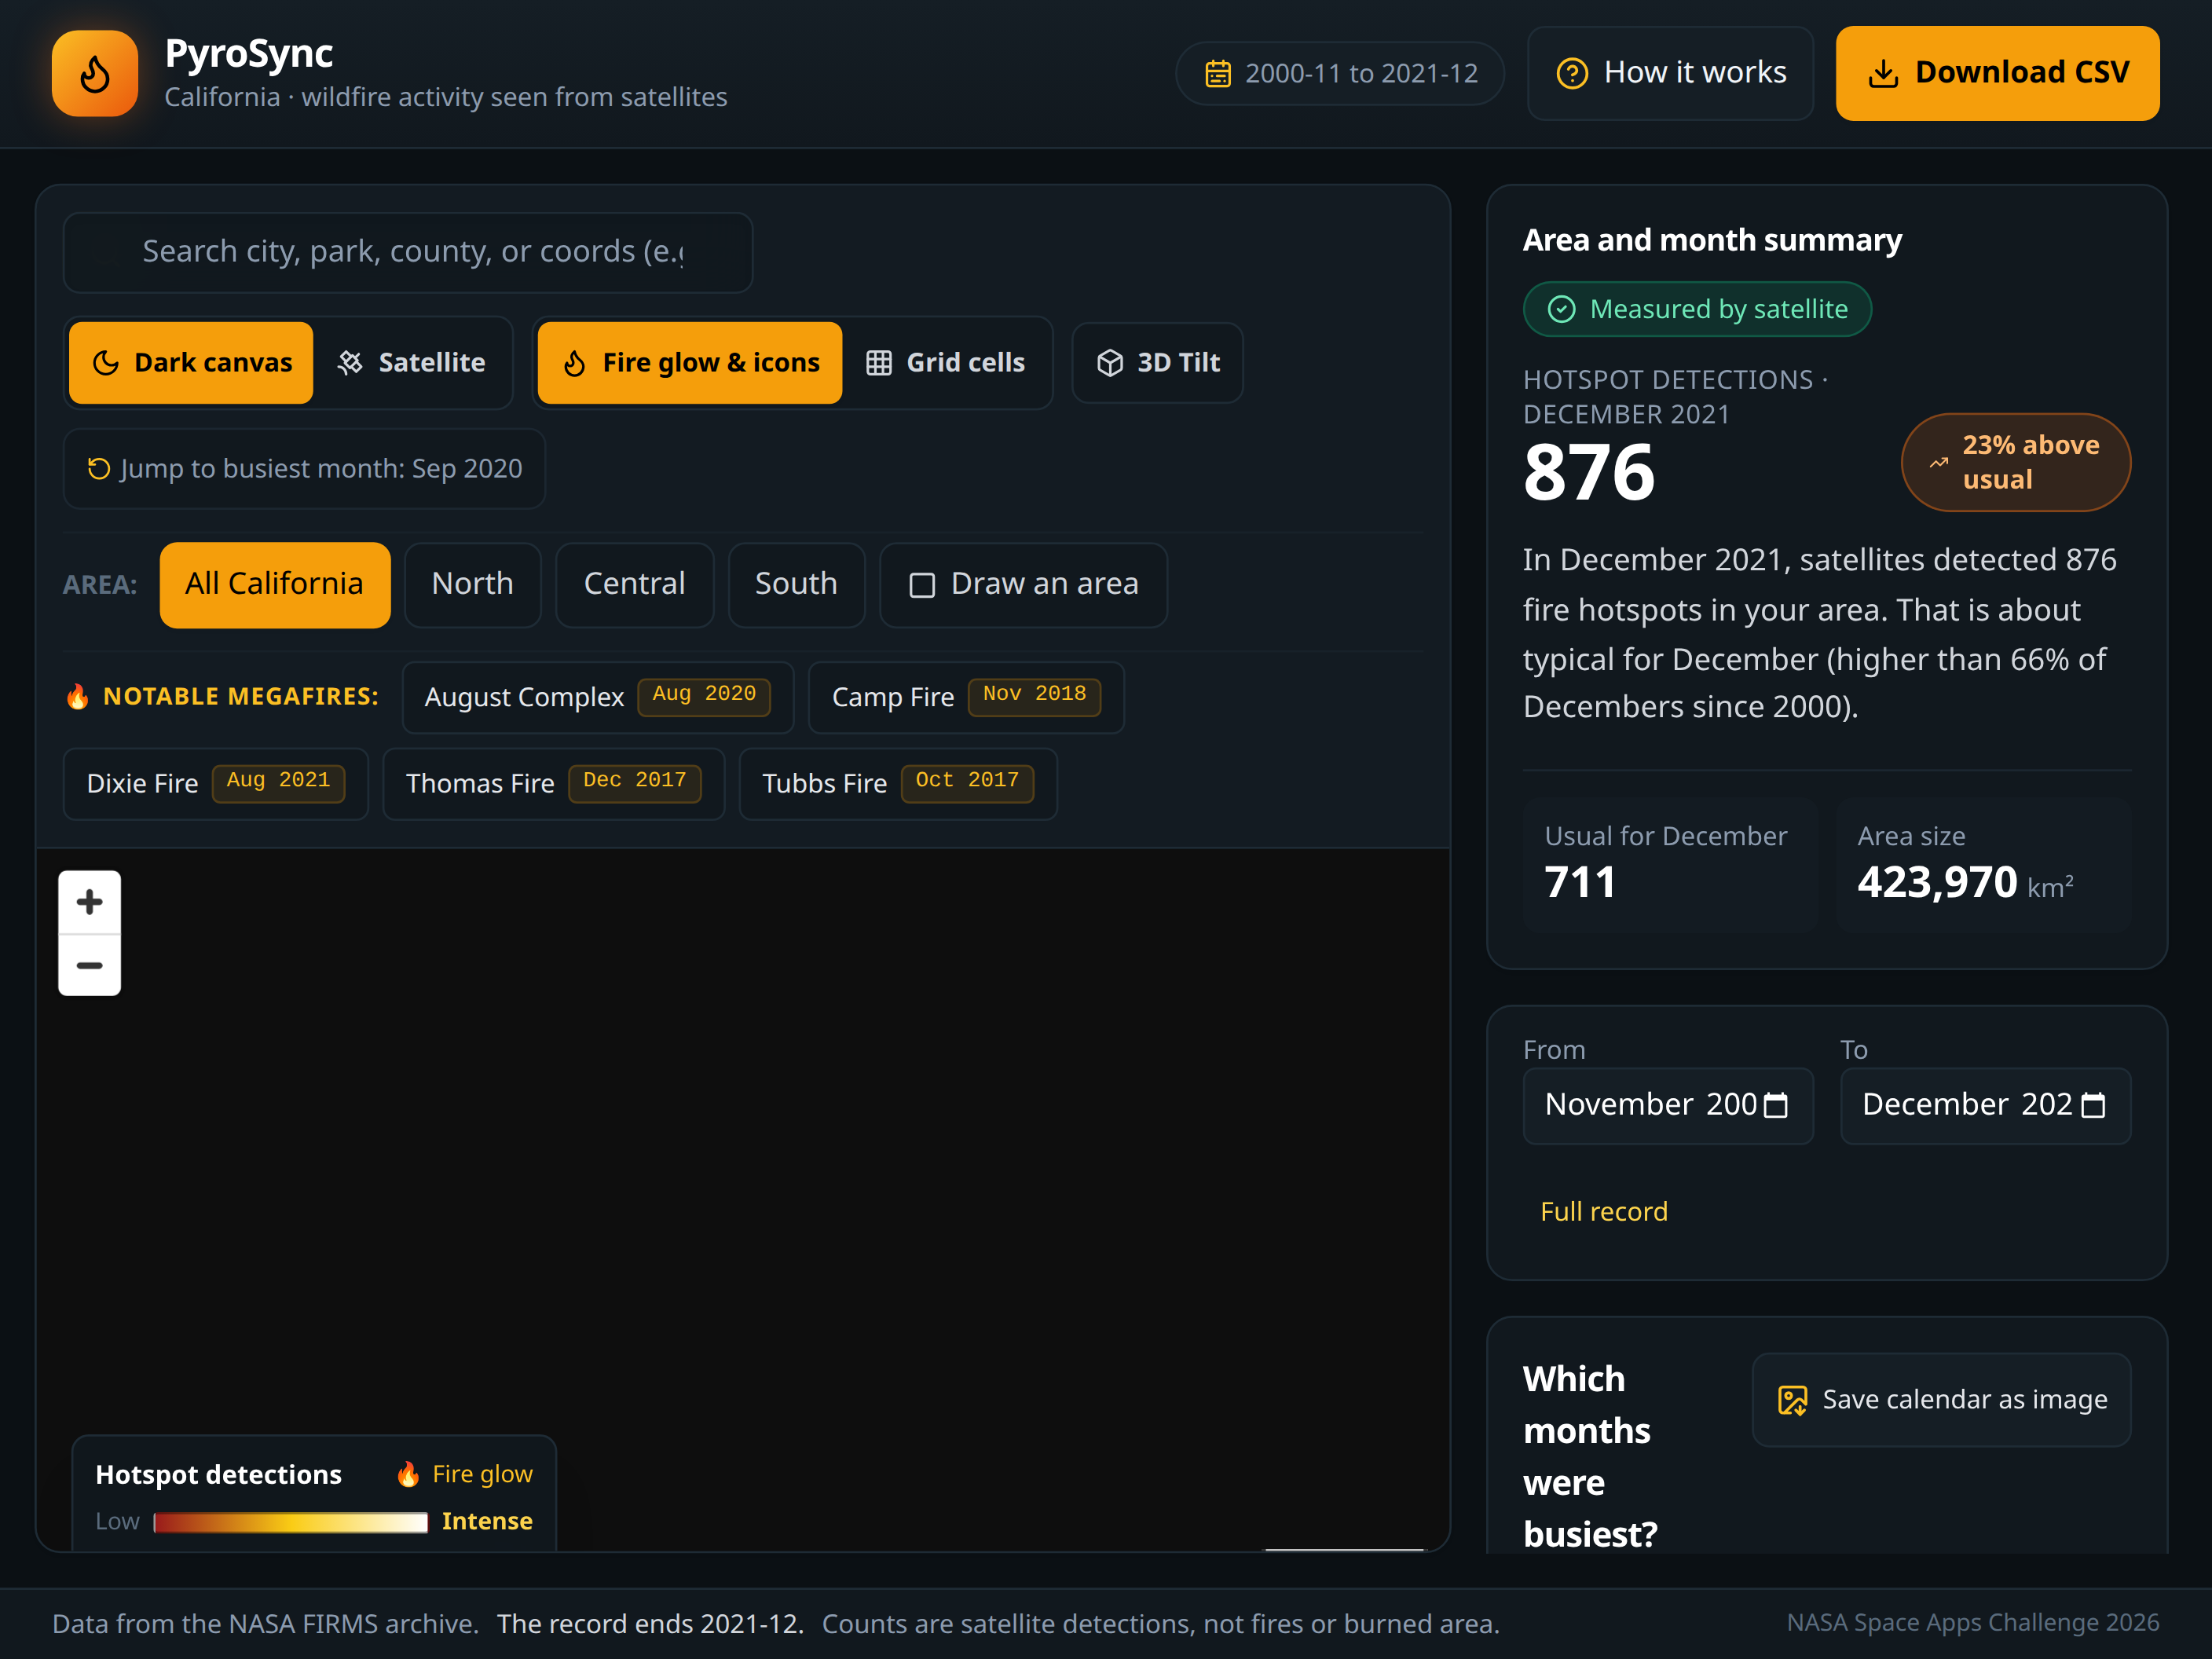 PyroSync
California · wildfire activity seen from satellites
2000-11 to 2021-12
How it works
Download CSV
Search city, park, county, or coords (e.
Dark canvas
Satellite
Fire glow & icons
Grid cells
3D Tilt
Jump to busiest month: Sep 2020
AREA:
All California
North
Central
South
Draw an area
🔥 NOTABLE MEGAFIRES:
August Complex Aug 2020
Camp Fire Nov 2018
Dixie Fire Aug 2021
Thomas Fire Dec 2017
Tubbs Fire Oct 2017
+
−
Hotspot detections
🔥 Fire glow
Low
Intense
Area and month summary
Measured by satellite
HOTSPOT DETECTIONS ·
DECEMBER 2021
876
23% above
usual
In December 2021, satellites detected 876
fire hotspots in your area. That is about
typical for December (higher than 66% of
Decembers since 2000).
Usual for December
711
Area size
423,970 km²
From
November 200
To
December 202
Full record
Which
months
were
busiest?
Save calendar as image
Data from the NASA FIRMS archive. The record ends 2021-12. Counts are satellite detections, not fires or burned area.
NASA Space Apps Challenge 2026